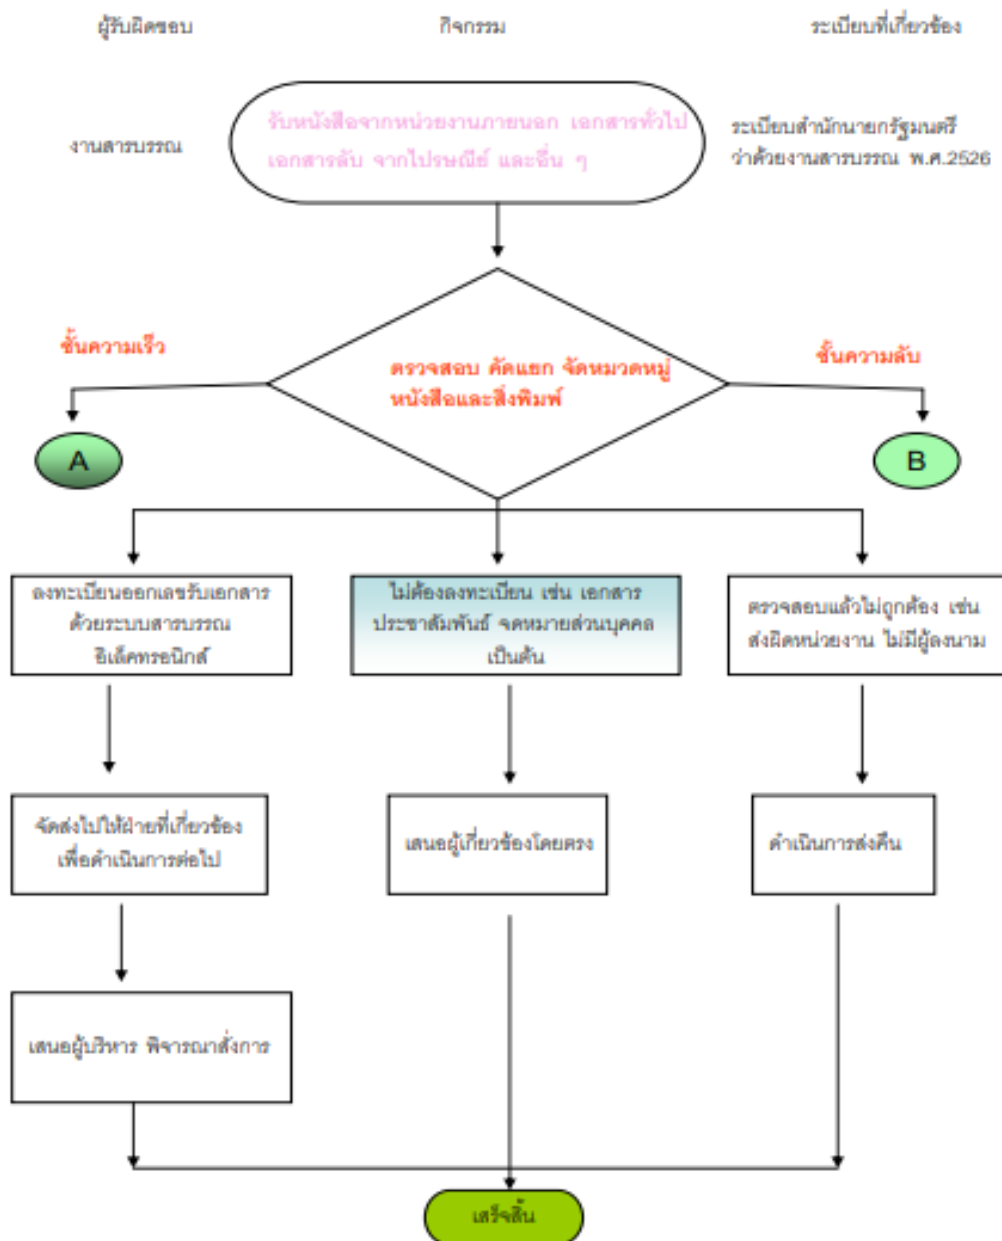 ผู้รับผิดชอบ
กิจกรรม
ระเบียบที่เกี่ยวข้อง
งานสารบรรณ
รับหนังสือจากหน่วยงานภายนอก เอกสารทั่วไป
เอกสารลับ จากไปรษณีย์ และอื่น ๆ
ระเบียบสำนักนายกรัฐมนตรี
ว่าด้วยงานสารบรรณ พ.ศ.2526
ชั้นความเร็ว
ตรวจสอบ คัดแยก จัดหมวดหมู่
หนังสือและสิ่งพิมพ์
ชั้นความลับ
A
B
ลงทะเบียนออกเลขรับเอกสาร
ด้วยระบบสารบรรณ
อิเล็คทรอนิกส์
ไม่ต้องลงทะเบียน เช่น เอกสาร
ประชาสัมพันธ์ จดหมายส่วนบุคคล
เป็นต้น
ตรวจสอบแล้วไม่ถูกต้อง เช่น
ส่งผิดหน่วยงาน ไม่มีผู้ลงนาม
จัดส่งไปให้ฝ่ายที่เกี่ยวข้อง
เพื่อดำเนินการต่อไป
เสนอผู้เกี่ยวข้องโดยตรง
ดำเนินการส่งคืน
เสนอผู้บริหาร พิจารณาสั่งการ
เสร็จสิ้น